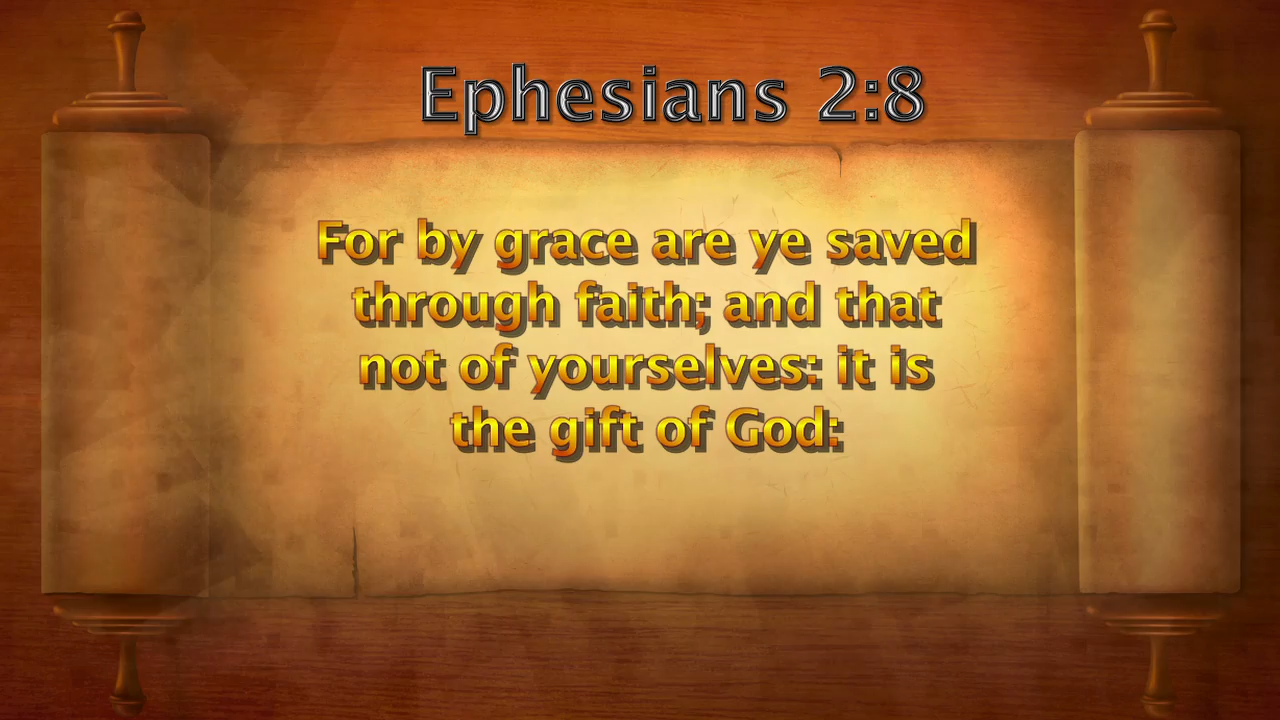 Ephesians 2:8
For by grace are ye saved
through faith; and that
not of yourselves: it is
the gift of God: